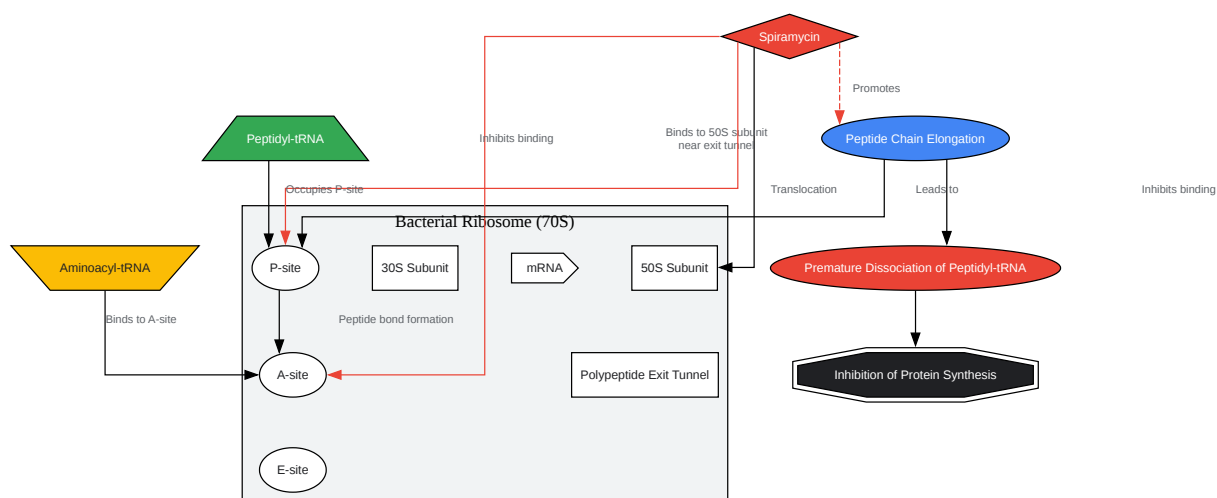 Spiramycin
Promotes
Peptidyl-tRNA
Inhibits binding
Binds to 50S subunit
near exit tunnel
Peptide Chain Elongation
Occupies P-site
Translocation
Leads to
Inhibits binding
Bacterial Ribosome (70S)
Aminoacyl-tRNA
P-site
30S Subunit
mRNA
50S Subunit
Premature Dissociation of Peptidyl-tRNA
Binds to A-site
Peptide bond formation
A-site
Polypeptide Exit Tunnel
Inhibition of Protein Synthesis
E-site